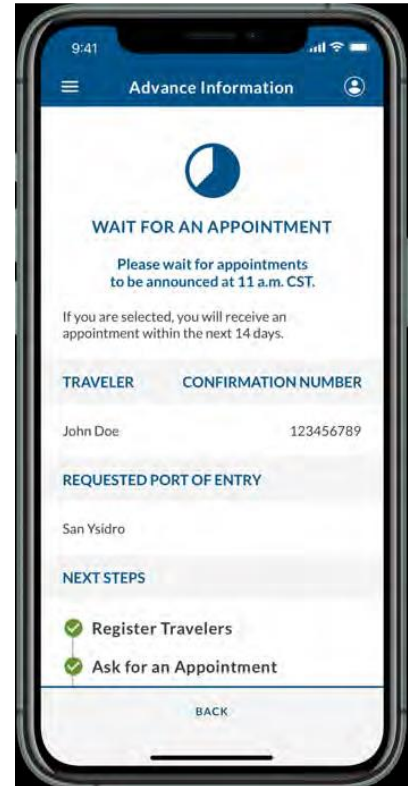 9:41
Advance Information
WAIT FOR AN APPOINTMENT
Please wait for appointments
to be announced at 11 a.m. CST.
If you are selected, you will receive an
appointment within the next 14 days.
TRAVELER CONFIRMATION NUMBER
John Doe 123456789
REQUESTED PORT OF ENTRY
San Ysidro
NEXT STEPS
Register Travelers
Ask for an Appointment
BACK